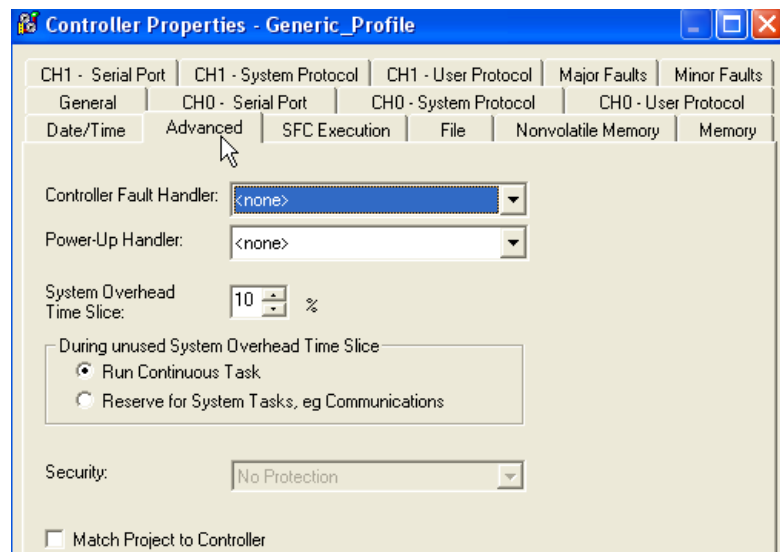 Controller Properties - Generic_Profile
CH1 - Serial Port CH1 - System Protocol CH1 - User Protocol Major Faults Minor Faults
General CH0 - Serial Port CH0 - System Protocol CH0 - User Protocol
Date/Time Advanced SFC Execution File Nonvolatile Memory Memory
Controller Fault Handler: <none>
Power-Up Handler: <none>
System Overhead
Time Slice: 10 %
During unused System Overhead Time Slice
Run Continuous Task
Reserve for System Tasks, eg Communications
Security: No Protection
Match Project to Controller